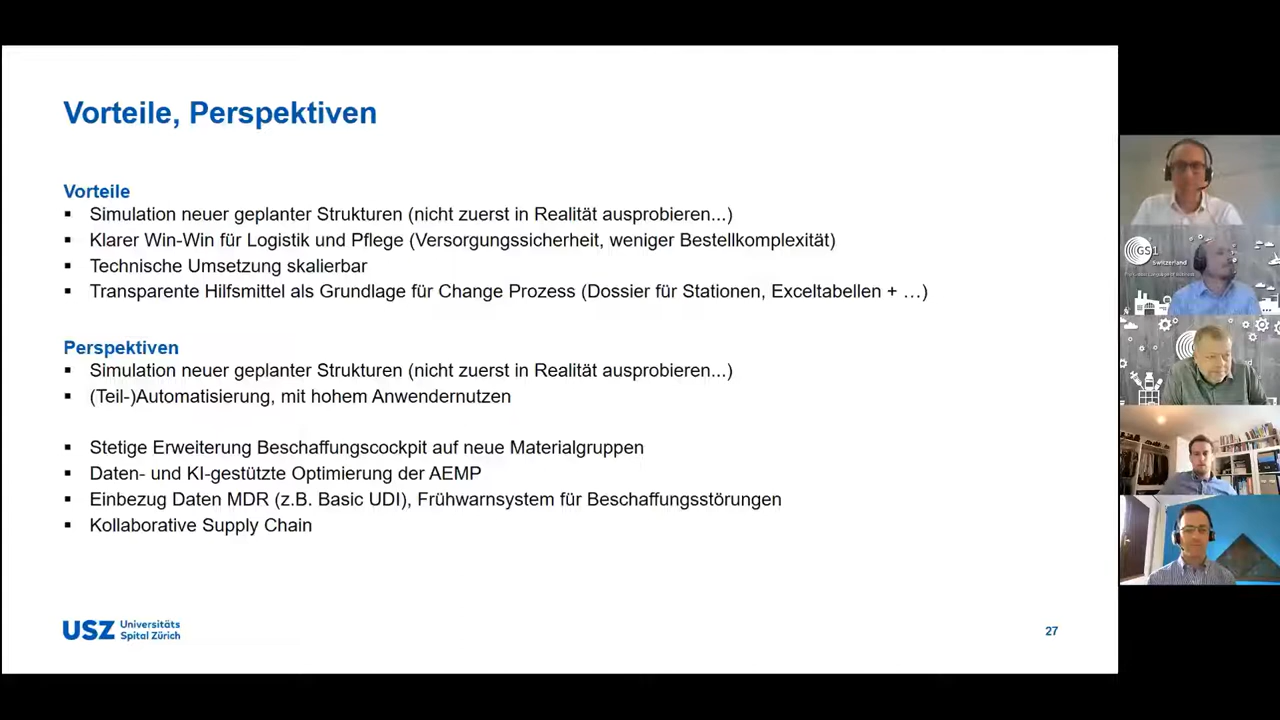 Vorteile, Perspektiven
Vorteile
▪ Simulation neuer geplanter Strukturen (nicht zuerst in Realität ausprobieren...)
▪ Klarer Win-Win für Logistik und Pflege (Versorgungssicherheit, weniger Bestellkomplexität)
▪ Technische Umsetzung skalierbar
▪ Transparente Hilfsmittel als Grundlage für Change Prozess (Dossier für Stationen, Exceltabellen + …)
Perspektiven
▪ Simulation neuer geplanter Strukturen (nicht zuerst in Realität ausprobieren...)
▪ (Teil-)Automatisierung, mit hohem Anwendernutzen
▪ Stetige Erweiterung Beschaffungscockpit auf neue Materialgruppen
▪ Daten- und KI-gestützte Optimierung der AEMP
▪ Einbezug Daten MDR (z.B. Basic UDI), Frühwarnsystem für Beschaffungsstörungen
▪ Kollaborative Supply Chain
USZ Universitäts
Spital Zürich
27
GS1
Switzerland